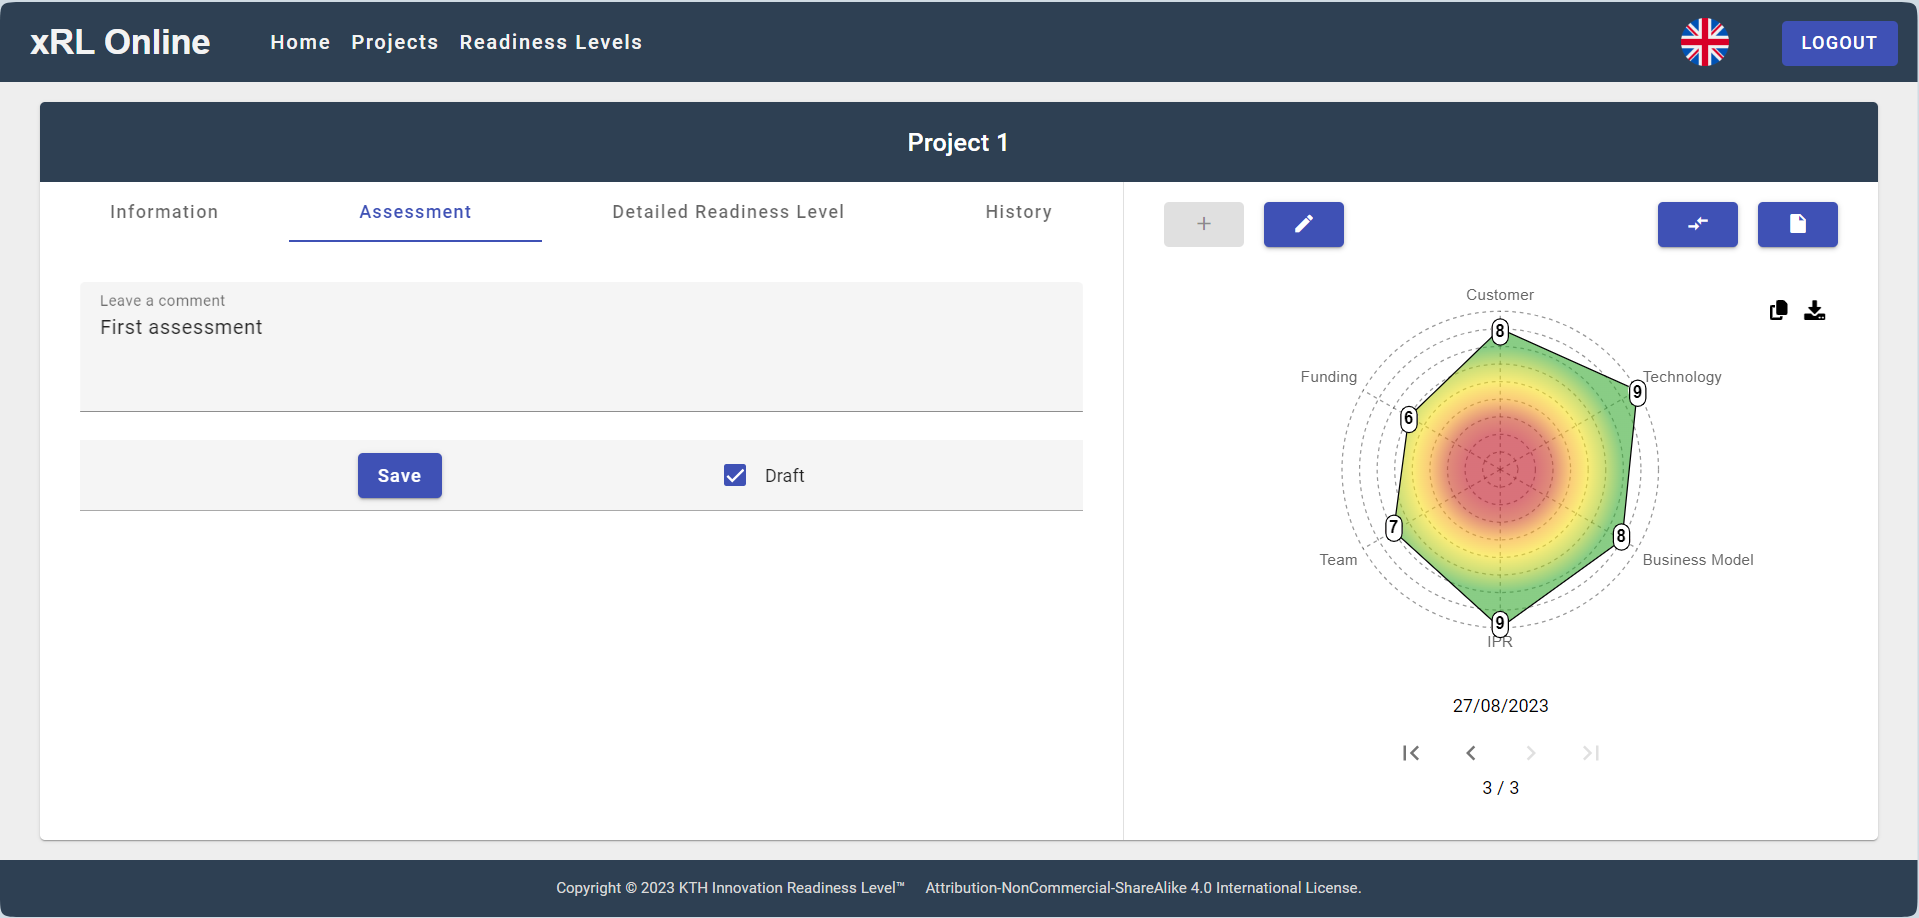 xRL Online
Home Projects Readiness Levels
LOGOUT
Project 1
Information Assessment Detailed Readiness Level History
Leave a comment
First assessment
Save
Draft
Customer
8
Technology
9
Funding
6
Team
7
8
Business Model
9
IPR
27/08/2023
3 / 3
Copyright © 2023 KTH Innovation Readiness Level™ Attribution-NonCommercial-ShareAlike 4.0 International License.